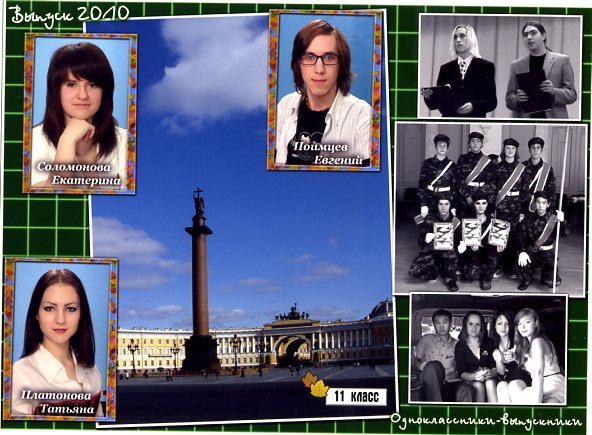 Выпуск 2010
Соломонова
Екатерина
Поимцев
Евгений
Платонова
Татьяна
11 класс
Одноклассники-выпускники